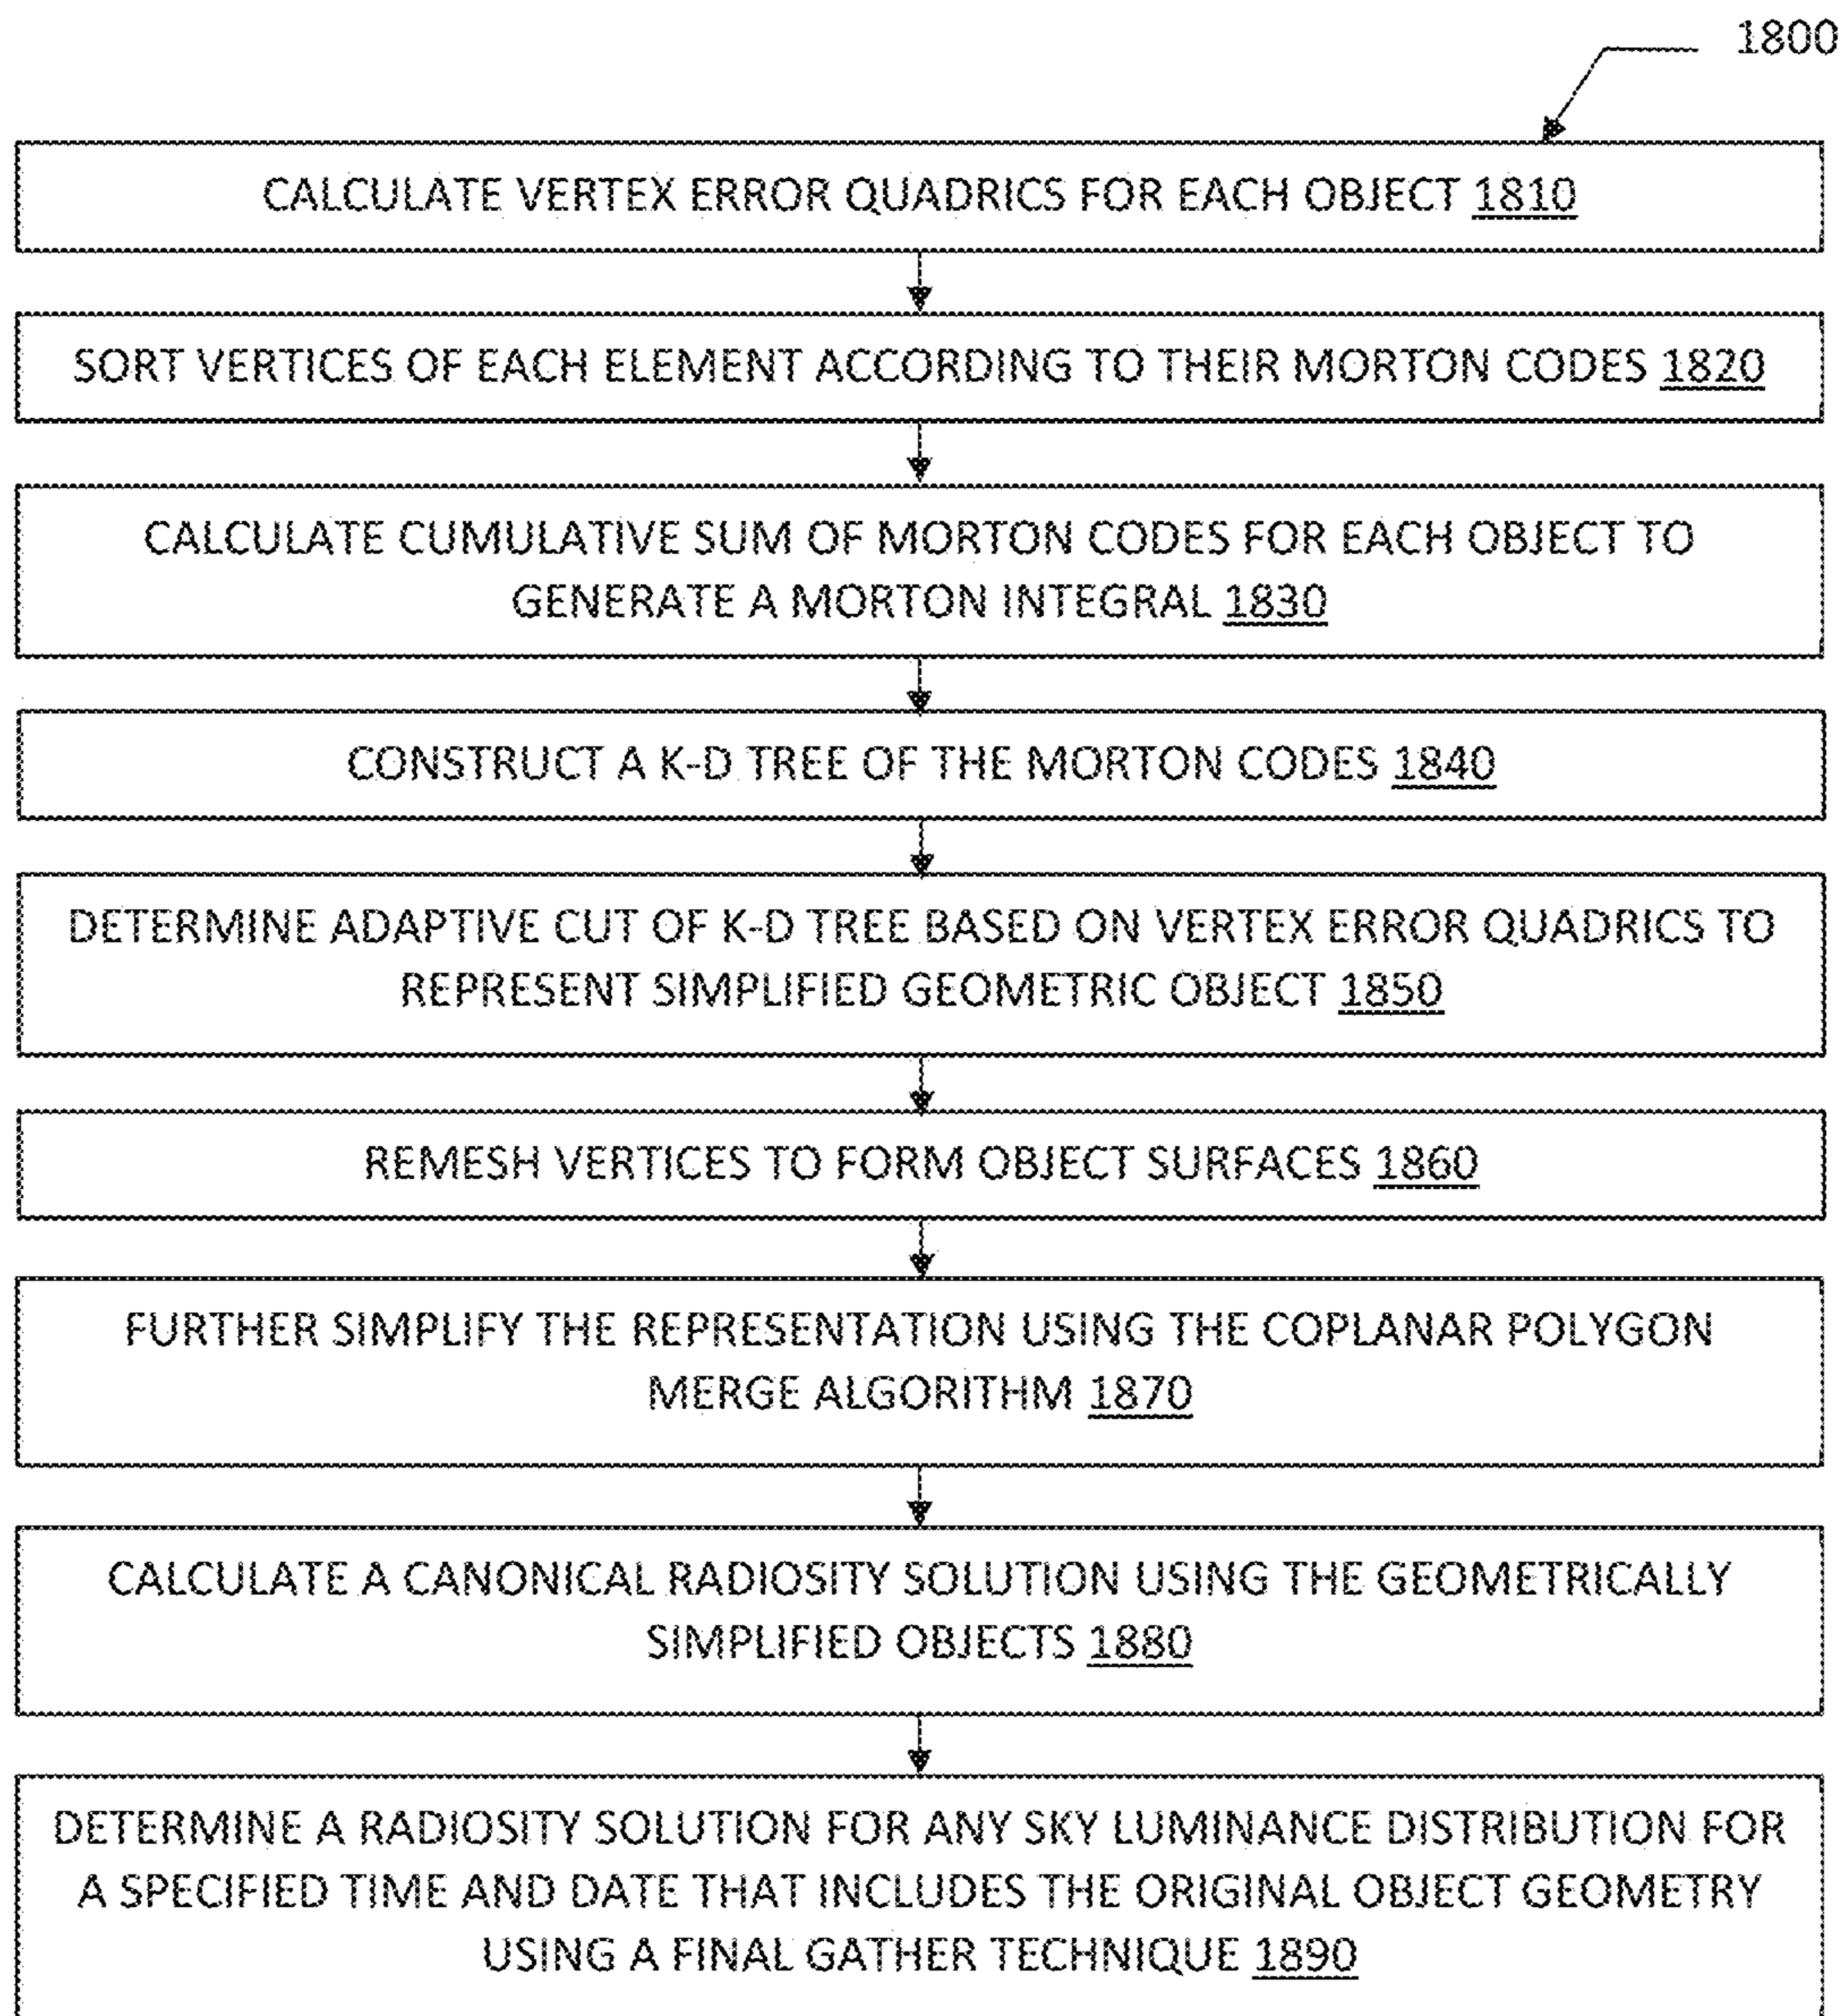 1800
CALCULATE VERTEX ERROR QUADRICS FOR EACH OBJECT 1810
SORT VERTICES OF EACH ELEMENT ACCORDING TO THEIR MORTON CODES 1820
CALCULATE CUMULATIVE SUM OF MORTON CODES FOR EACH OBJECT TO
GENERATE A MORTON INTEGRAL 1830
CONSTRUCT A K-D TREE OF THE MORTON CODES 1840
DETERMINE ADAPTIVE CUT OF K-D TREE BASED ON VERTEX ERROR QUADRICS TO
REPRESENT SIMPLIFIED GEOMETRIC OBJECT 1850
REMESH VERTICES TO FORM OBJECT SURFACES 1860
FURTHER SIMPLIFY THE REPRESENTATION USING THE COPLANAR POLYGON
MERGE ALGORITHM 1870
CALCULATE A CANONICAL RADIOSITY SOLUTION USING THE GEOMETRICALLY
SIMPLIFIED OBJECTS 1880
DETERMINE A RADIOSITY SOLUTION FOR ANY SKY LUMINANCE DISTRIBUTION FOR
A SPECIFIED TIME AND DATE THAT INCLUDES THE ORIGINAL OBJECT GEOMETRY
USING A FINAL GATHER TECHNIQUE 1890